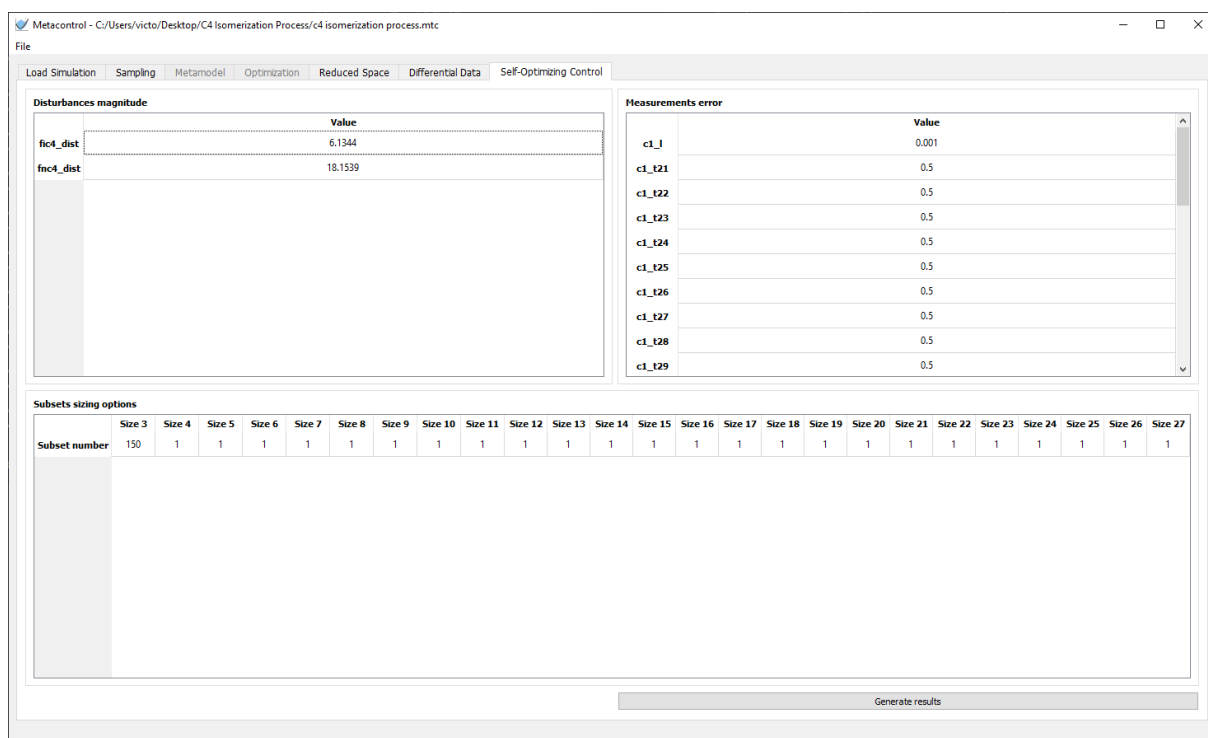 Metacontrol - C:/Users/victo/Desktop/C4 Isomerization Process/c4 isomerization process.mtc
File
Load Simulation Sampling Metamodel Optimization Reduced Space Differential Data Self-Optimizing Control
Disturbances magnitude
Value
fic4_dist 6.1344
fnc4_dist 18.1539
Measurements error
Value
c1_l 0.001
c1_t21 0.5
c1_t22 0.5
c1_t23 0.5
c1_t24 0.5
c1_t25 0.5
c1_t26 0.5
c1_t27 0.5
c1_t28 0.5
c1_t29 0.5
Subsets sizing options
Size 3 Size 4 Size 5 Size 6 Size 7 Size 8 Size 9 Size 10 Size 11 Size 12 Size 13 Size 14 Size 15 Size 16 Size 17 Size 18 Size 19 Size 20 Size 21 Size 22 Size 23 Size 24 Size 25 Size 26 Size 27
Subset number 150 1 1 1 1 1 1 1 1 1 1 1 1 1 1 1 1 1 1 1 1 1 1 1 1
Generate results